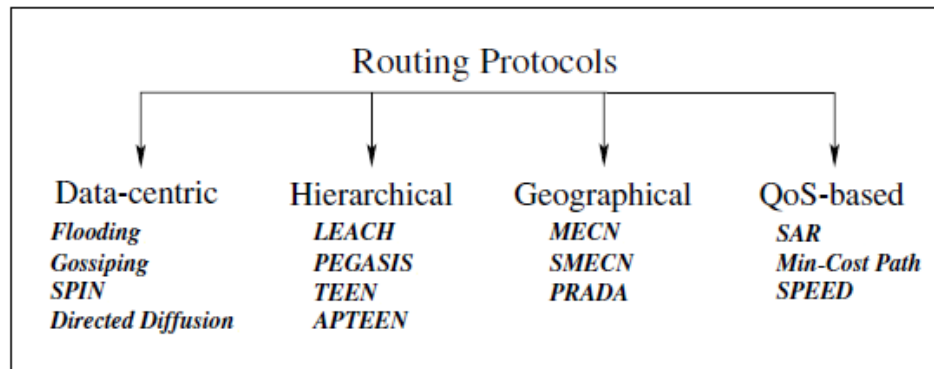 Routing Protocols
Data-centric
Flooding
Gossiping
SPIN
Directed Diffusion
Hierarchical
LEACH
PEGASIS
TEEN
APTEEN
Geographical
MECN
SMECN
PRADA
QoS-based
SAR
Min-Cost Path
SPEED